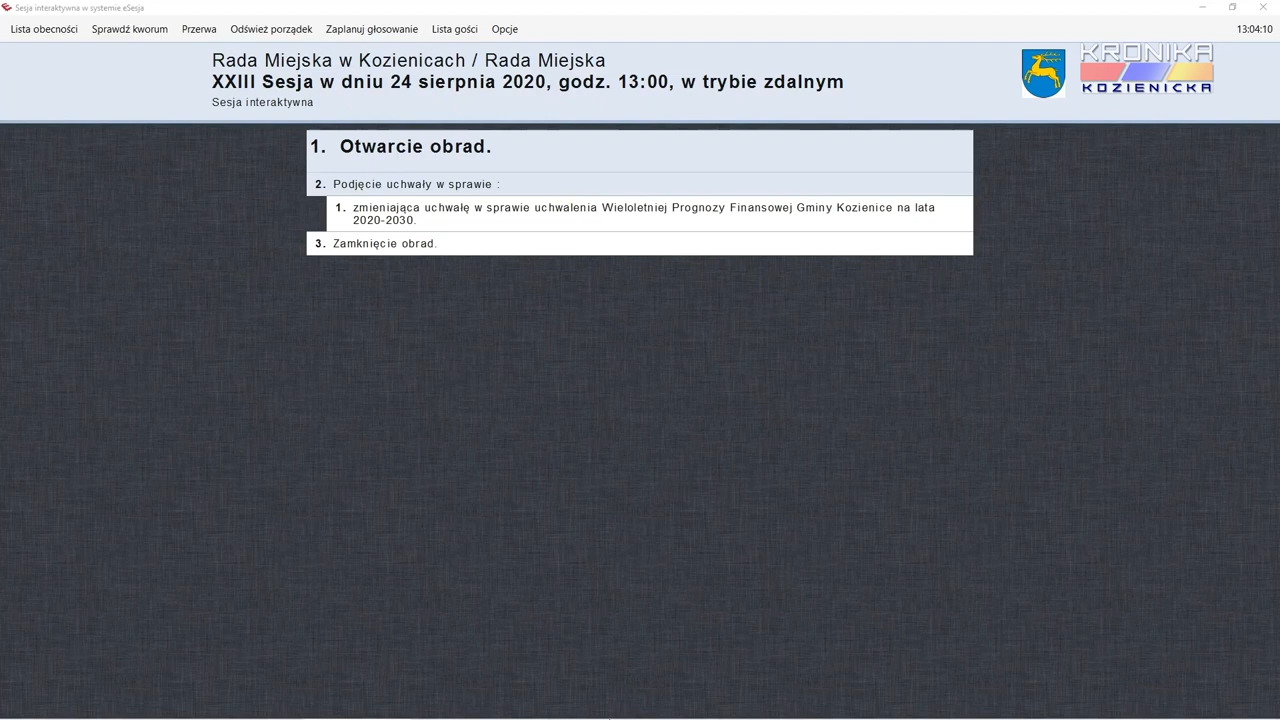 Sesja interaktywna w systemie eSesja
Lista obecności Sprawdź kworum Przerwa Odśwież porządek Zaplanuj głosowanie Lista gości Opcje 13:04:10
Rada Miejska w Kozienicach / Rada Miejska
XXIII Sesja w dniu 24 sierpnia 2020, godz. 13:00, w trybie zdalnym
Sesja interaktywna
KRONIKA
KOZIENICKA
1. Otwarcie obrad.
2. Podjęcie uchwały w sprawie :
1. zmieniająca uchwałę w sprawie uchwalenia Wieloletniej Prognozy Finansowej Gminy Kozienice na lata
2020-2030.
3. Zamknięcie obrad.